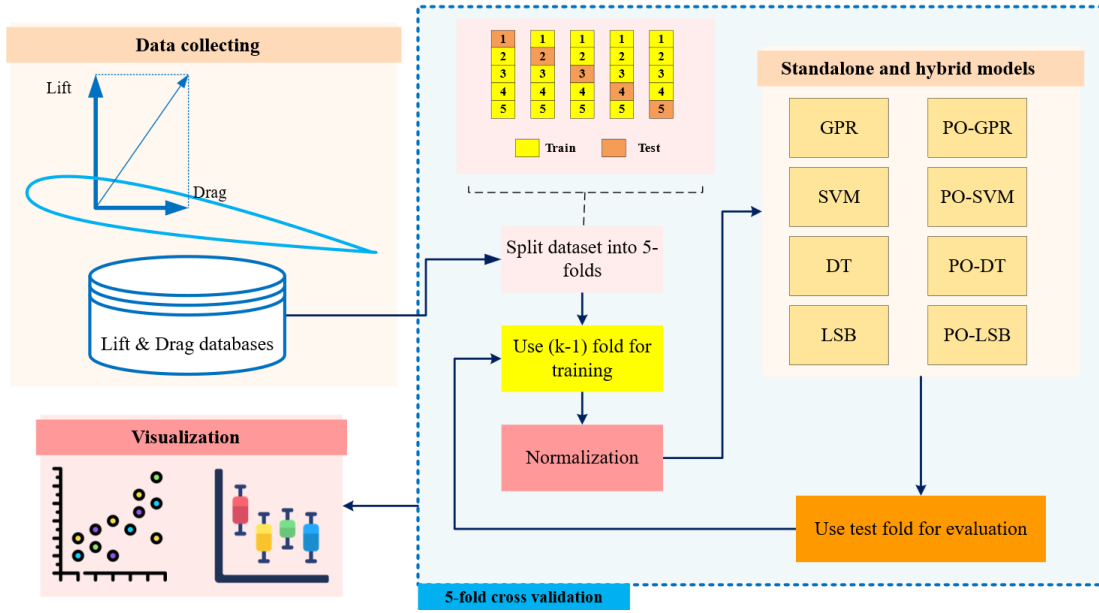 Data collecting
Lift
Drag
Lift & Drag databases
1 1 1 1 1
2 2 2 2 2
3 3 3 3 3
4 4 4 4 4
5 5 5 5 5
Train Test
Split dataset into 5-
folds
Use (k-1) fold for
training
Normalization
Standalone and hybrid models
GPR PO-GPR
SVM PO-SVM
DT PO-DT
LSB PO-LSB
Use test fold for evaluation
5-fold cross validation
Visualization